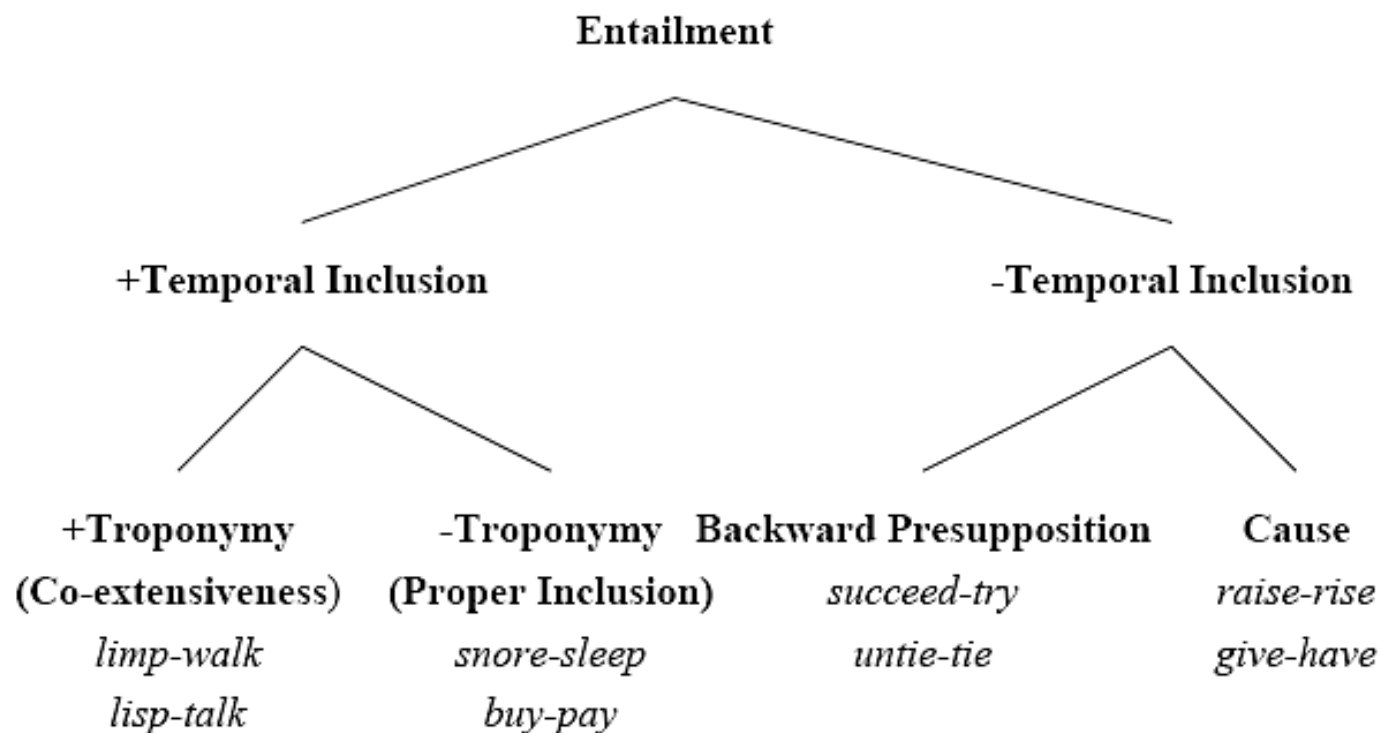 Entailment
+Temporal Inclusion
-Temporal Inclusion
+Troponymy
(Co-extensiveness)
limp-walk
lisp-talk
-Troponymy
(Proper Inclusion)
snore-sleep
buy-pay
Backward Presupposition
succeed-try
untie-tie
Cause
raise-rise
give-have